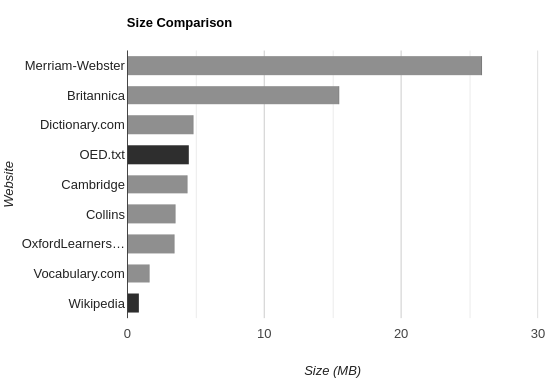 Size Comparison
Merriam-Webster
Britannica
Dictionary.com
OED.txt
Cambridge
Collins
OxfordLearners…
Vocabulary.com
Wikipedia
Website
0 10 20 30
Size (MB)